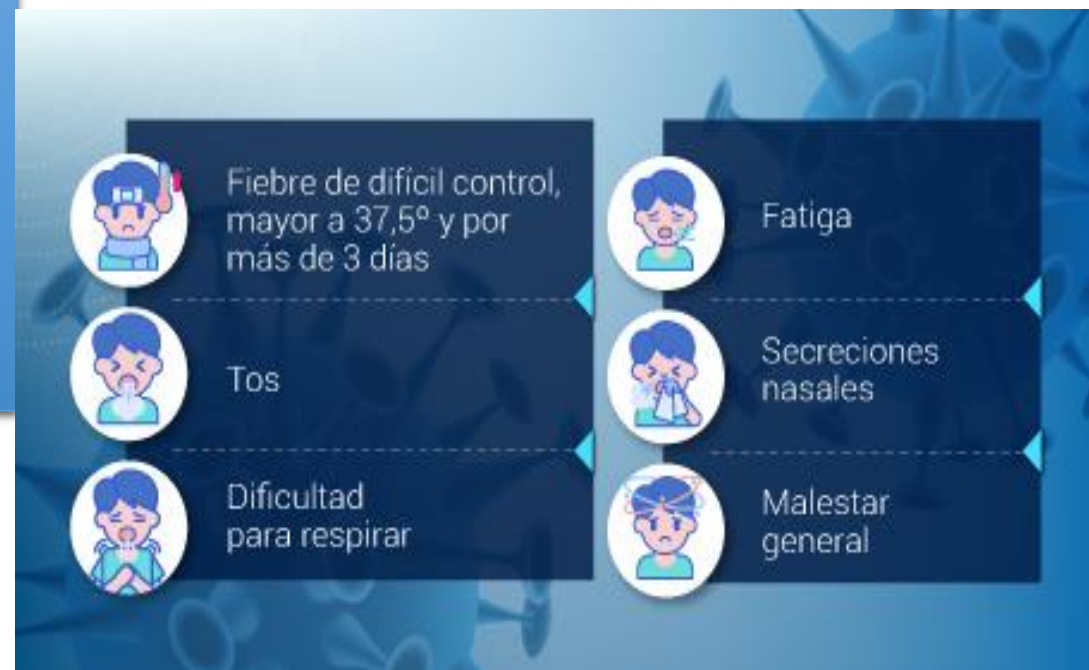 Fiebre de difícil control,
mayor a 37,5º y por
más de 3 días
Tos
Dificultad
para respirar
Fatiga
Secreciones
nasales
Malestar
general